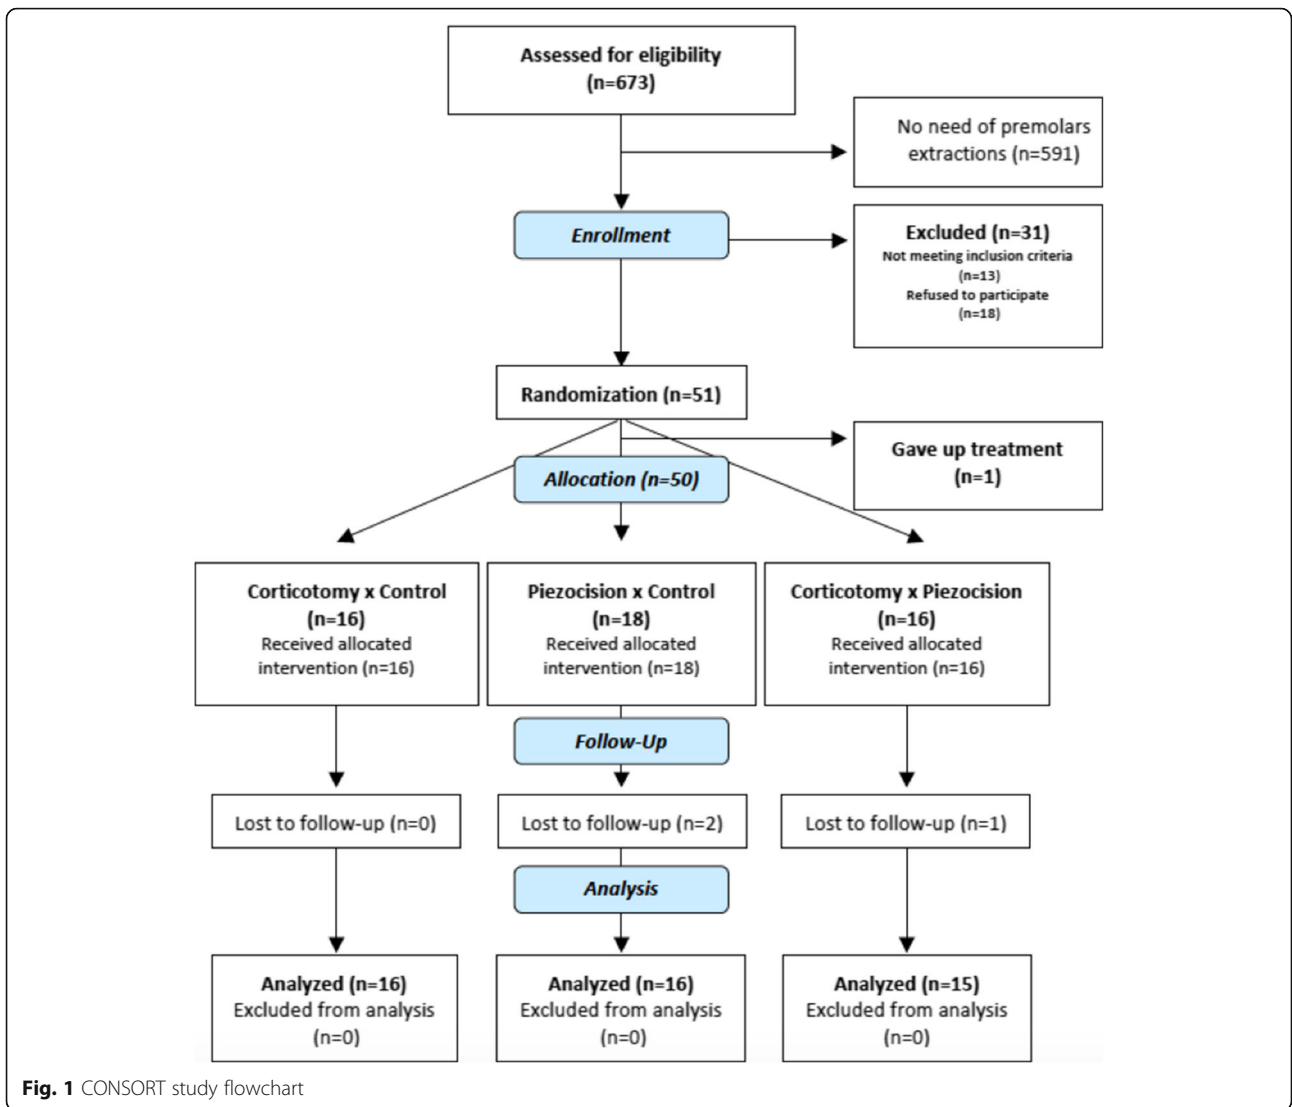 Assessed for eligibility
(n=673)
No need of premolars
extractions (n=591)
Enrollment
Excluded (n=31)
Not meeting inclusion criteria
(n=13)
Refused to participate
(n=18)
Randomization (n=51)
Gave up treatment
(n=1)
Allocation (n=50)
Corticotomy x Control
(n=16)
Received allocated
intervention (n=16)
Piezocision x Control
(n=18)
Received allocated
intervention (n=18)
Corticotomy x Piezocision
(n=16)
Received allocated
intervention (n=16)
Follow-Up
Lost to follow-up (n=0)
Lost to follow-up (n=2)
Lost to follow-up (n=1)
Analysis
Analyzed (n=16)
Excluded from analysis
(n=0)
Analyzed (n=16)
Excluded from analysis
(n=0)
Analyzed (n=15)
Excluded from analysis
(n=0)
Fig. 1 CONSORT study flowchart